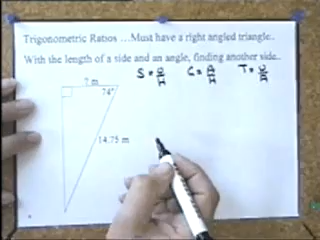 Trigonometric Ratios ...Must have a right angled triangle..
With the length of a side and an angle, finding another side..
S = O/H C = A/H T = O/A
? m
74°
14.75 m